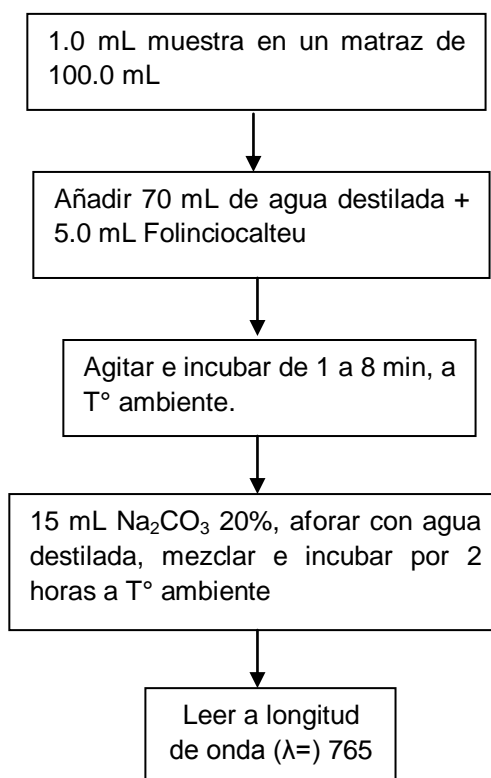 1.0 mL muestra en un matraz de
100.0 mL
Añadir 70 mL de agua destilada +
5.0 mL Folinciocalteu
Agitar e incubar de 1 a 8 min, a
T° ambiente.
15 mL Na₂CO₃ 20%, aforar con agua
destilada, mezclar e incubar por 2
horas a T° ambiente
Leer a longitud
de onda (λ=) 765